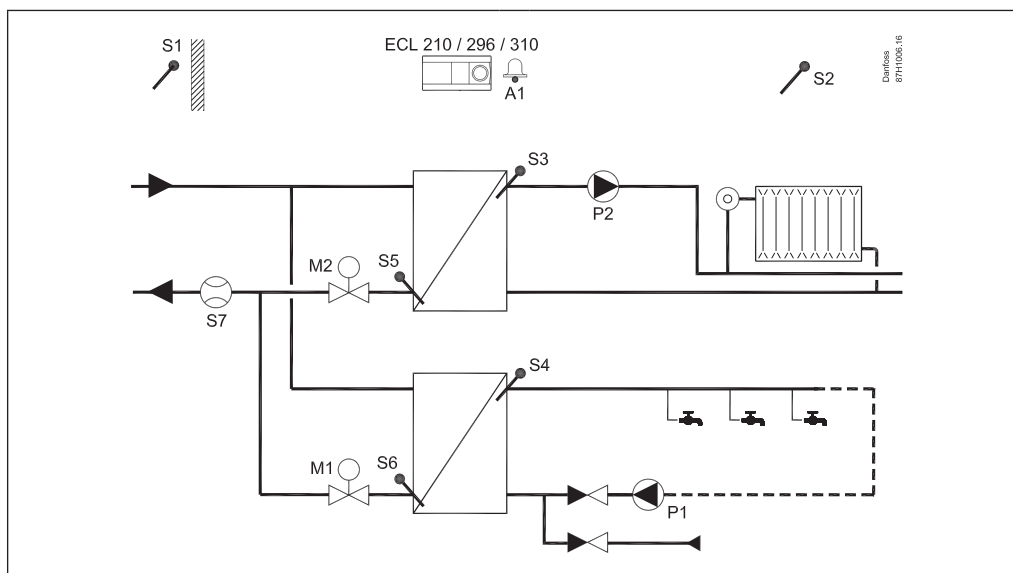 S1
ECL 210 / 296 / 310
A1
S2
Danfoss
87H1006.16
S3
P2
M2
S5
S7
S4
M1
S6
P1